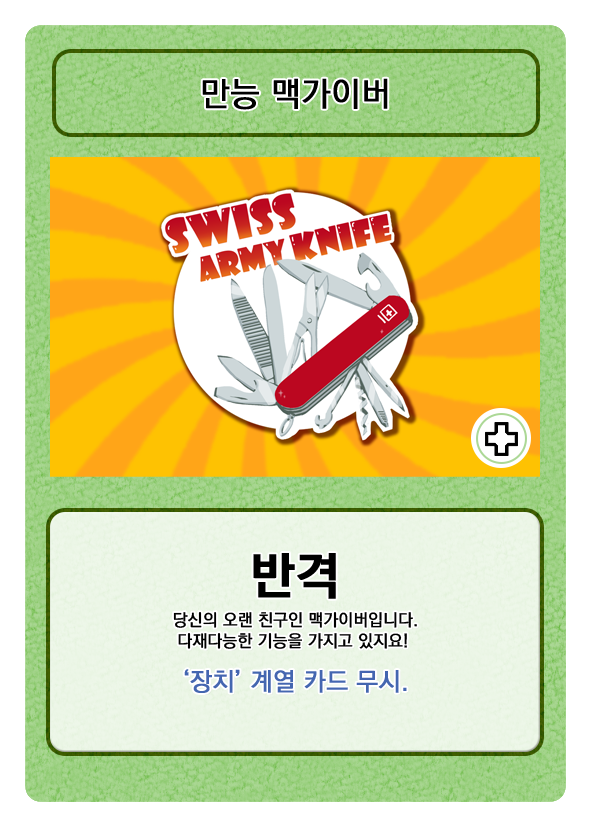 만능 맥가이버
SWISS
ARMY KNIFE
반격
당신의 오랜 친구인 맥가이버입니다.
다재다능한 기능을 가지고 있지요!
‘장치’ 계열 카드 무시.